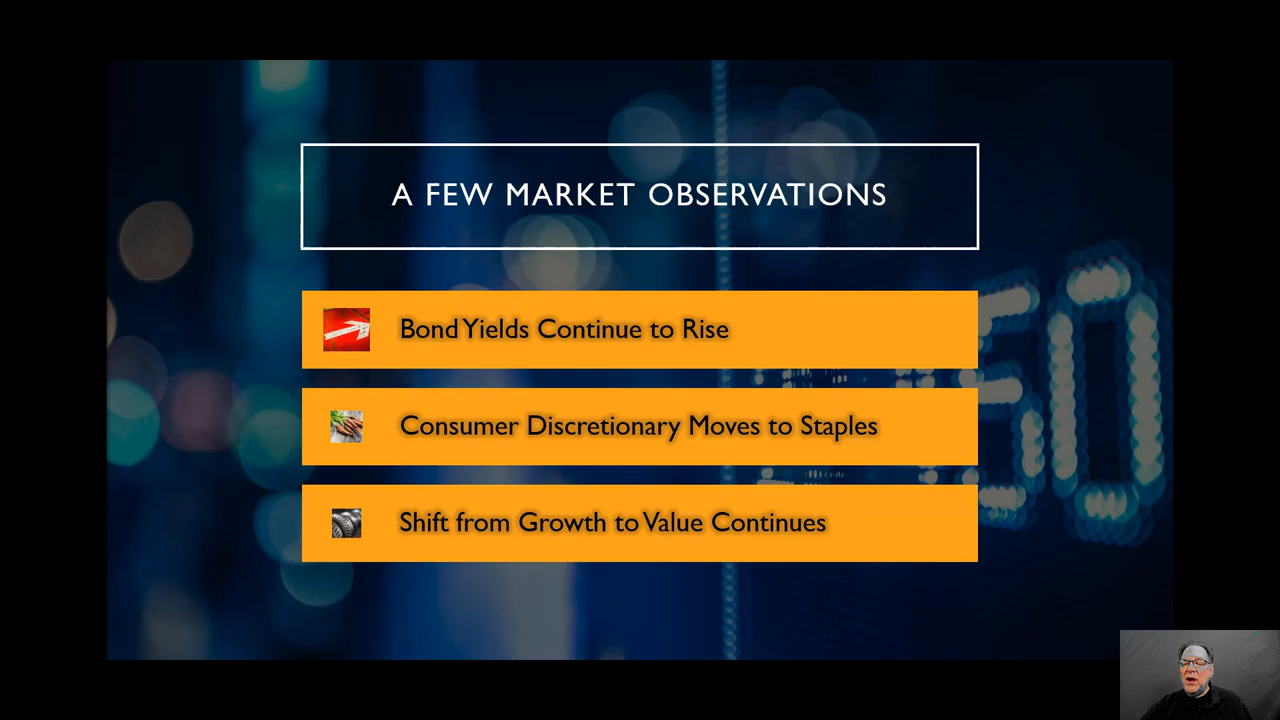 A FEW MARKET OBSERVATIONS
Bond Yields Continue to Rise
Consumer Discretionary Moves to Staples
Shift from Growth to Value Continues
50